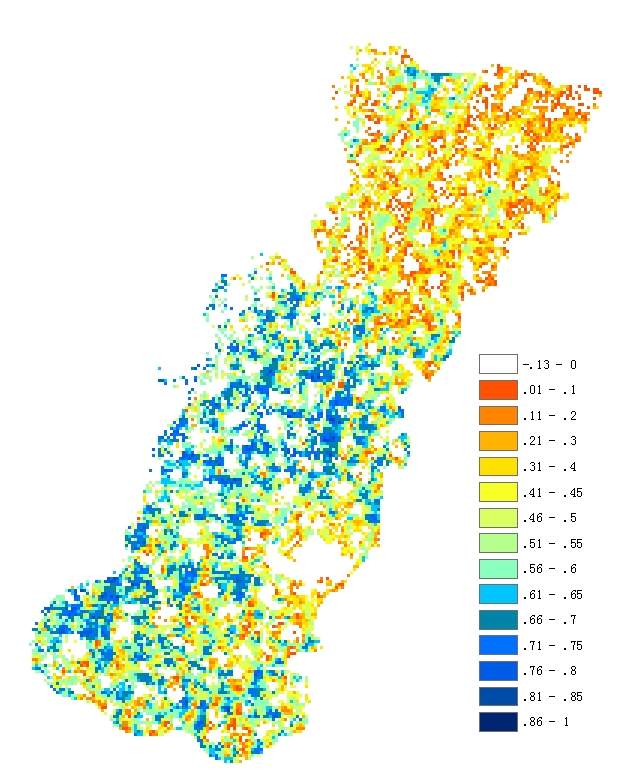 -.13 - 0
.01 - .1
.11 - .2
.21 - .3
.31 - .4
.41 - .45
.46 - .5
.51 - .55
.56 - .6
.61 - .65
.66 - .7
.71 - .75
.76 - .8
.81 - .85
.86 - 1